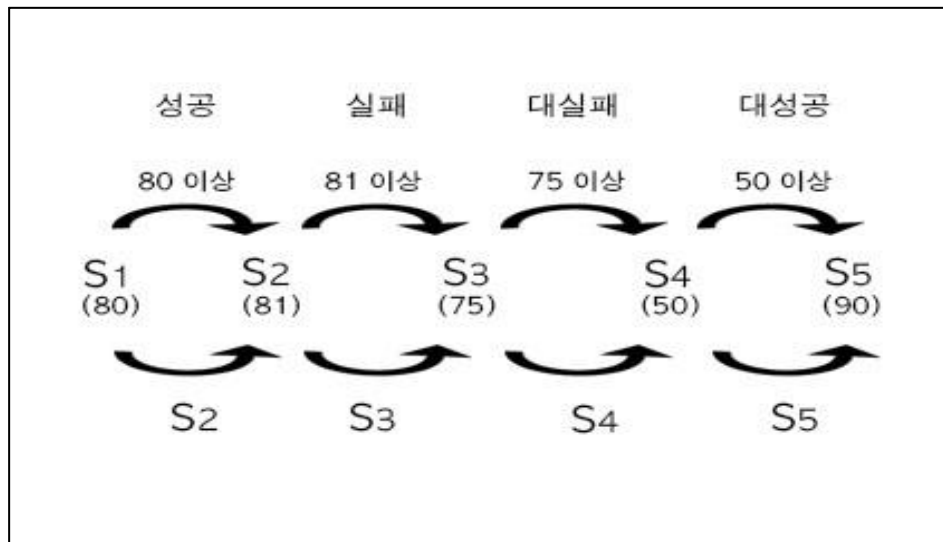 성공 실패 대실패 대성공
80 이상 81 이상 75 이상 50 이상
S1 S2 S3 S4 S5
(80) (81) (75) (50) (90)
S2 S3 S4 S5